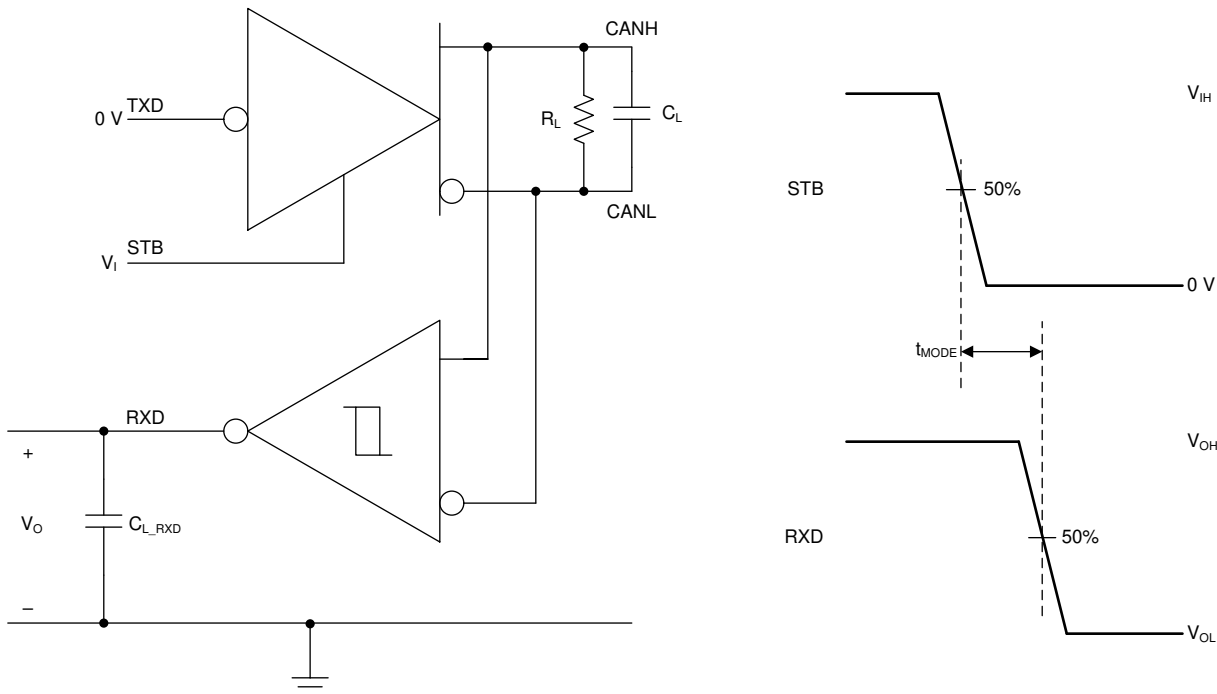 CANH
TXD
0 V
R_L
C_L
CANL
STB
V_I
RXD
+
V_O
C_L_RXD
–
V_IH
STB
50%
0 V
t_MODE
V_OH
RXD
50%
V_OL